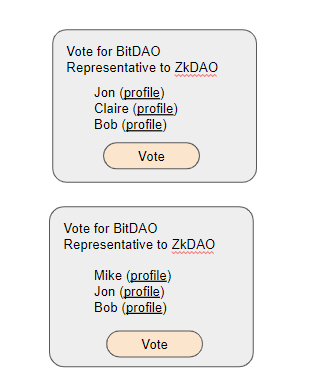 Vote for BitDAO
Representative to ZkDAO
Jon (profile)
Claire (profile)
Bob (profile)
Vote
Vote for BitDAO
Representative to ZkDAO
Mike (profile)
Jon (profile)
Bob (profile)
Vote